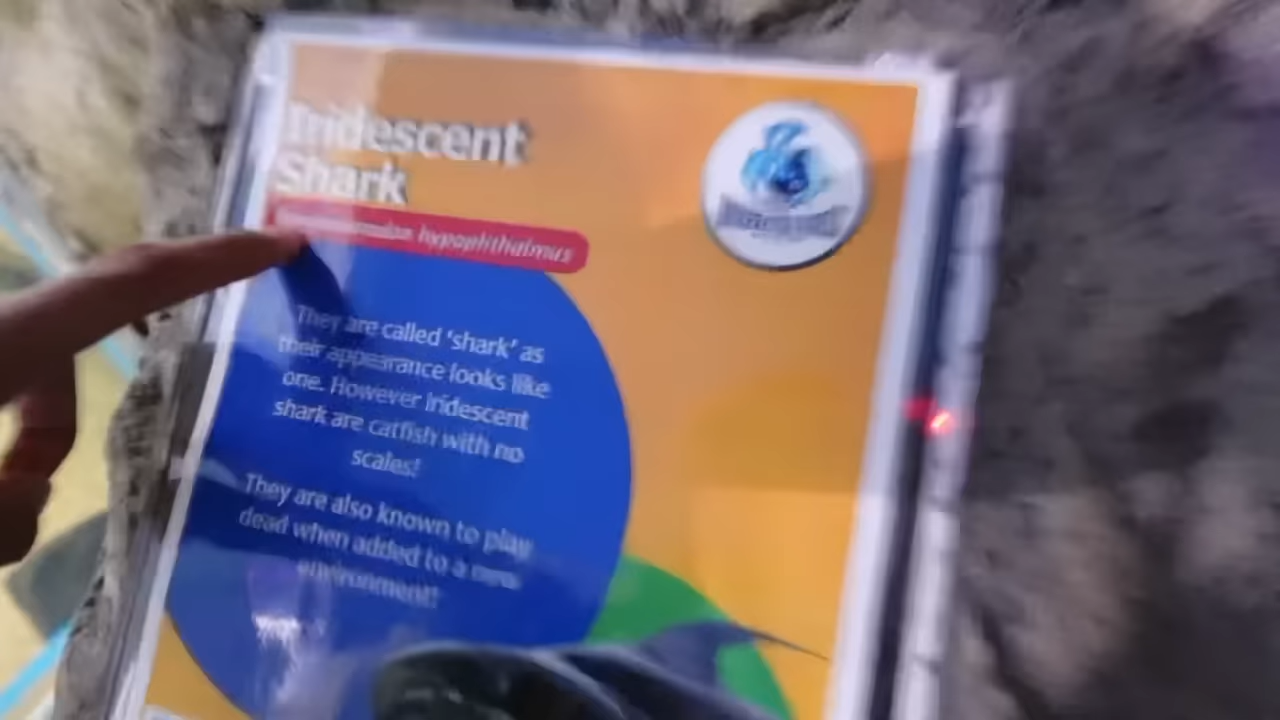 Iridescent
Shark
hypophthalmus
They are called 'shark' as
their appearance looks like
one. However Iridescent
shark are catfish with no
scales!
They are also known to play
dead when added to a new
environment!